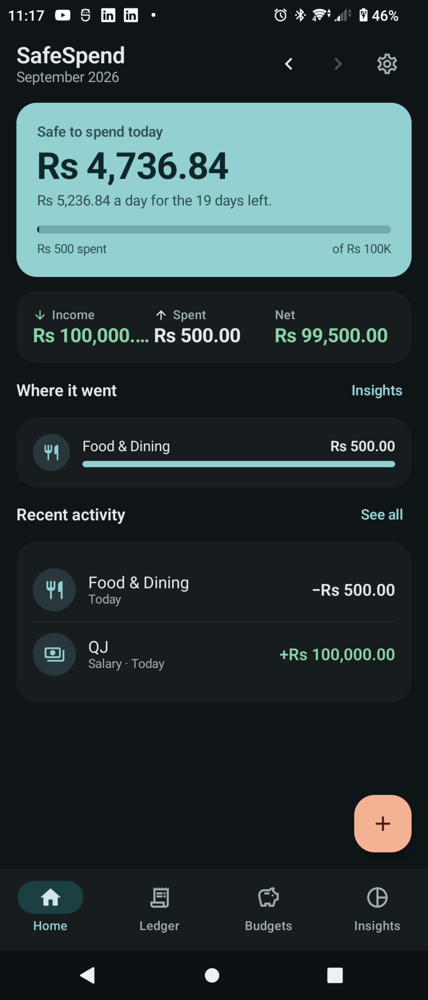 11:17
46%
SafeSpend
September 2026
Safe to spend today
Rs 4,736.84
Rs 5,236.84 a day for the 19 days left.
Rs 500 spent
of Rs 100K
Income
Spent
Net
Rs 100,000....
Rs 500.00
Rs 99,500.00
Where it went
Insights
Food & Dining
Rs 500.00
Recent activity
See all
Food & Dining
Today
−Rs 500.00
QJ
Salary · Today
+Rs 100,000.00
Home
Ledger
Budgets
Insights